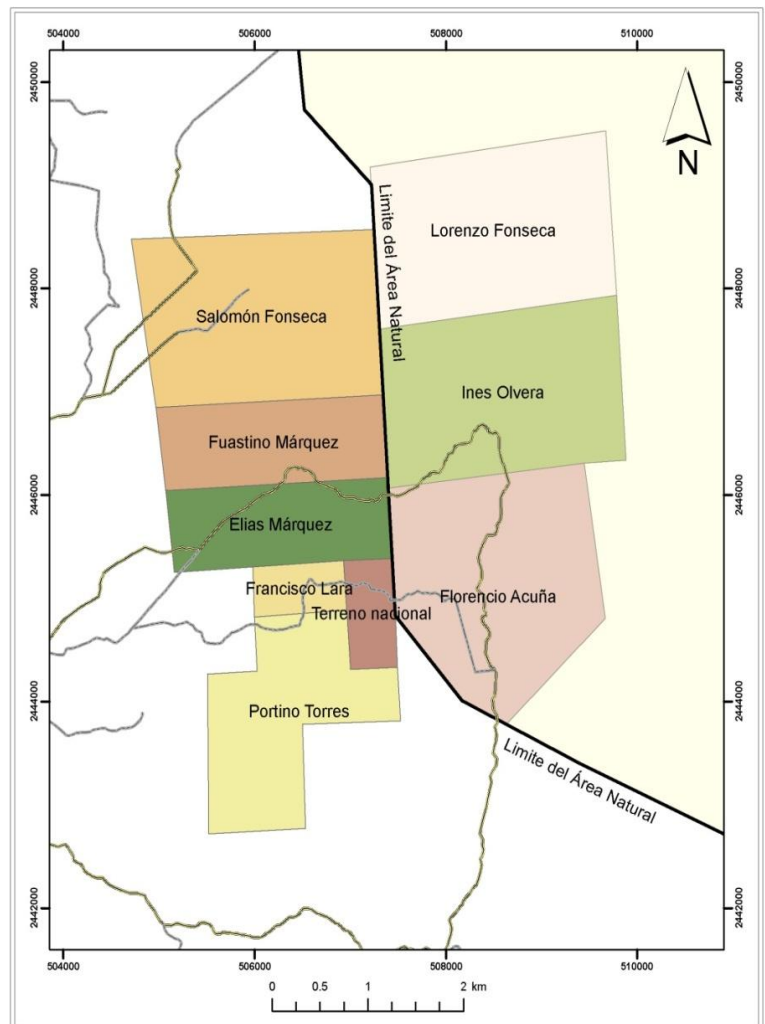 504000 506000 508000 510000
2450000 2450000
N
Lorenzo Fonseca
Limite del Área Natural
2448000 2448000
Salomón Fonseca
Ines Olvera
Fuastino Márquez
2446000 2446000
Elias Márquez
Francisco Lara
Florencio Acuña
Terreno nacional
2444000 2444000
Portino Torres
Limite del Área Natural
2442000 2442000
504000 506000 508000 510000
0 0.5 1 2 km